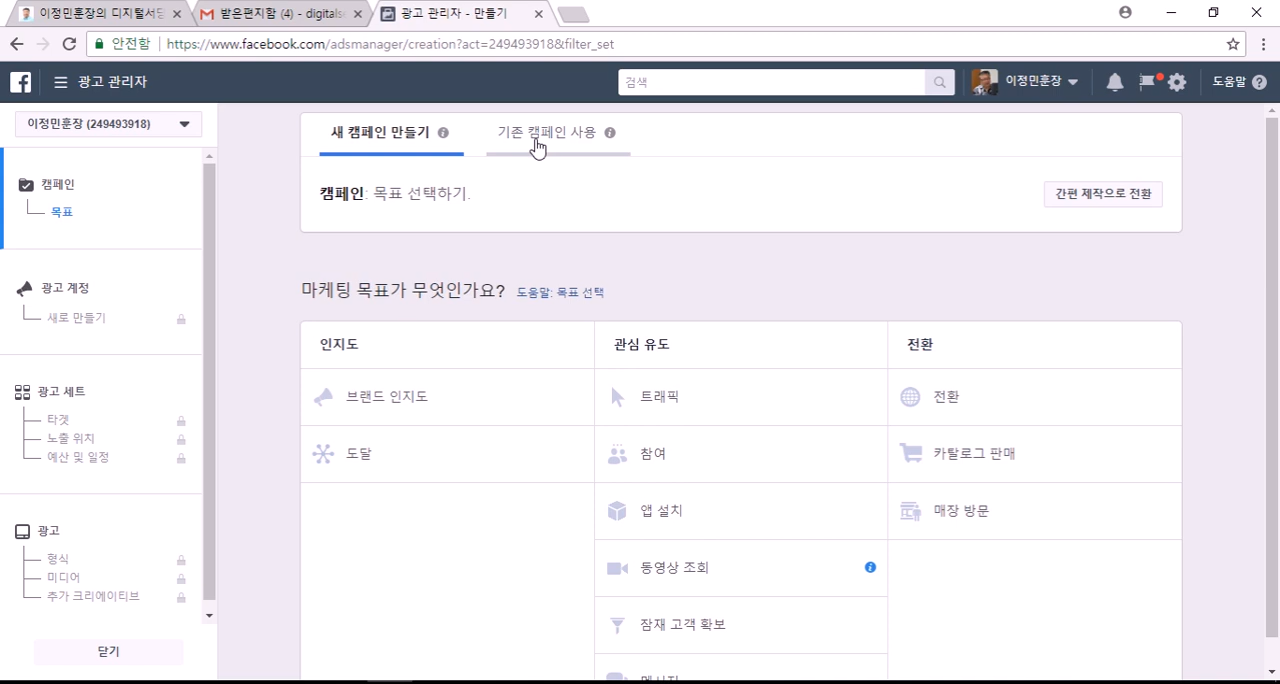 이정민훈장의 디지털서당
받은편지함 (4) - digitalse
광고 관리자 - 만들기
안전함
https://www.facebook.com/adsmanager/creation?act=249493918&filter_set
광고 관리자
검색
이정민훈장
도움말
이정민훈장 (249493918)
캠페인
목표
광고 계정
새로 만들기
광고 세트
타겟
노출 위치
예산 및 일정
광고
형식
미디어
추가 크리에이티브
닫기
새 캠페인 만들기
기존 캠페인 사용
캠페인: 목표 선택하기.
간편 제작으로 전환
마케팅 목표가 무엇인가요? 도움말: 목표 선택
인지도
관심 유도
전환
브랜드 인지도
트래픽
전환
도달
참여
카탈로그 판매
앱 설치
매장 방문
동영상 조회
잠재 고객 확보